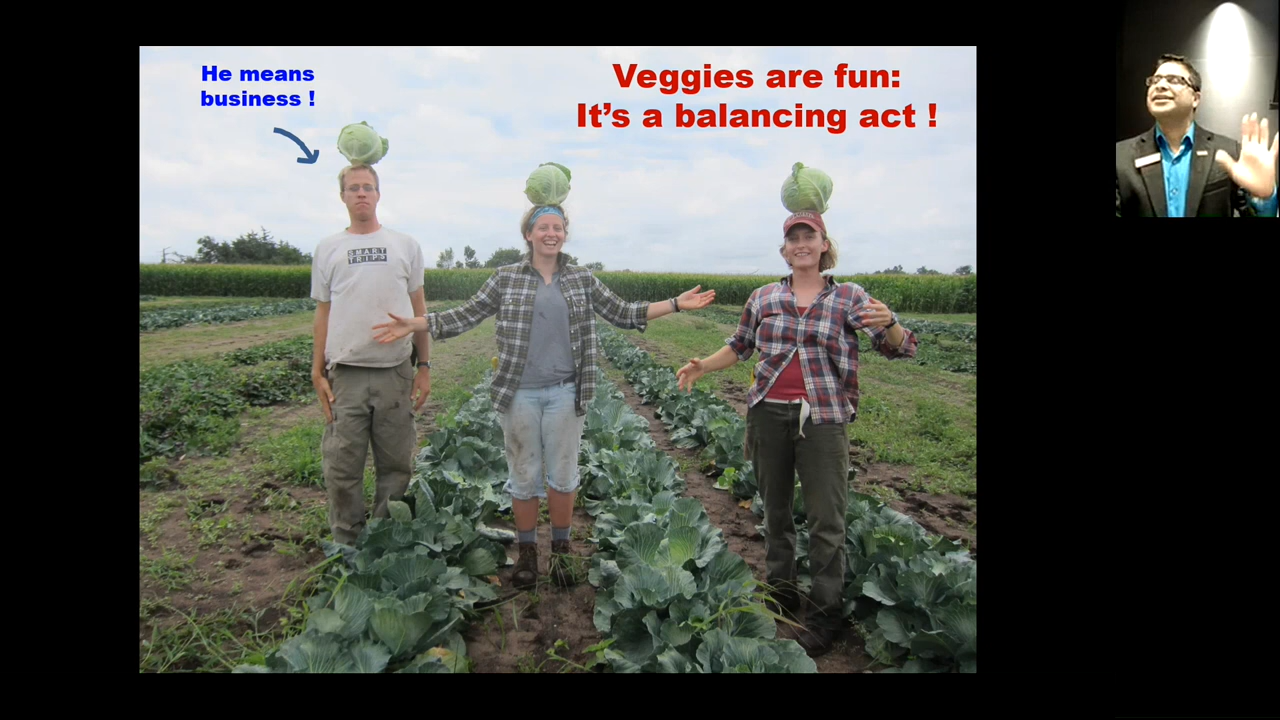 He means
business !
Veggies are fun:
It's a balancing act !
SMART
TRIPS